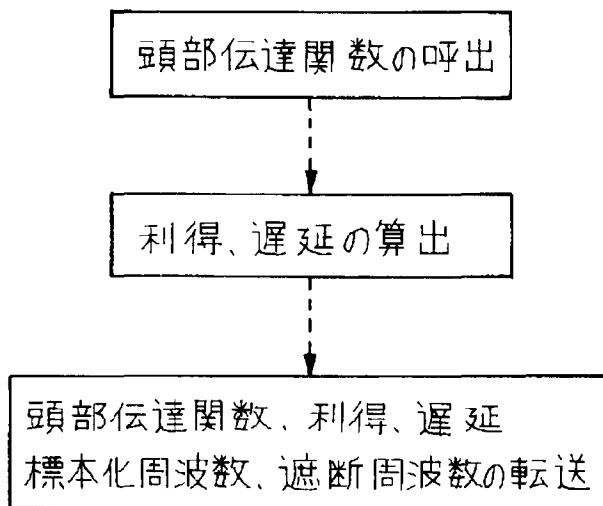 頭部伝達関数の呼出
利得、遅延の算出
頭部伝達関数、利得、遅延
標本化周波数、遮断周波数の転送